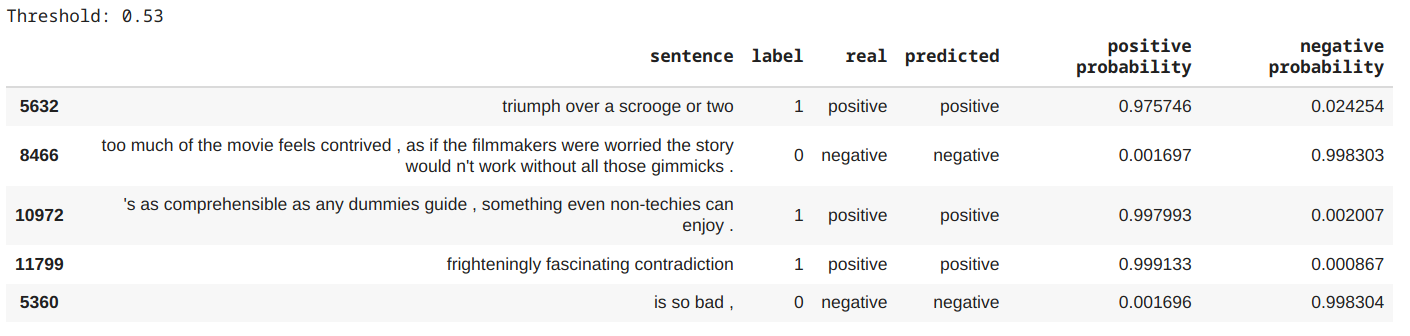 Threshold: 0.53
sentence label real predicted positive probability negative probability
5632 triumph over a scrooge or two 1 positive positive 0.975746 0.024254
8466 too much of the movie feels contrived , as if the filmmakers were worried the story
would n't work without all those gimmicks . 0 negative negative 0.001697 0.998303
10972 's as comprehensible as any dummies guide , something even non-techies can
enjoy . 1 positive positive 0.997993 0.002007
11799 frighteningly fascinating contradiction 1 positive positive 0.999133 0.000867
5360 is so bad , 0 negative negative 0.001696 0.998304